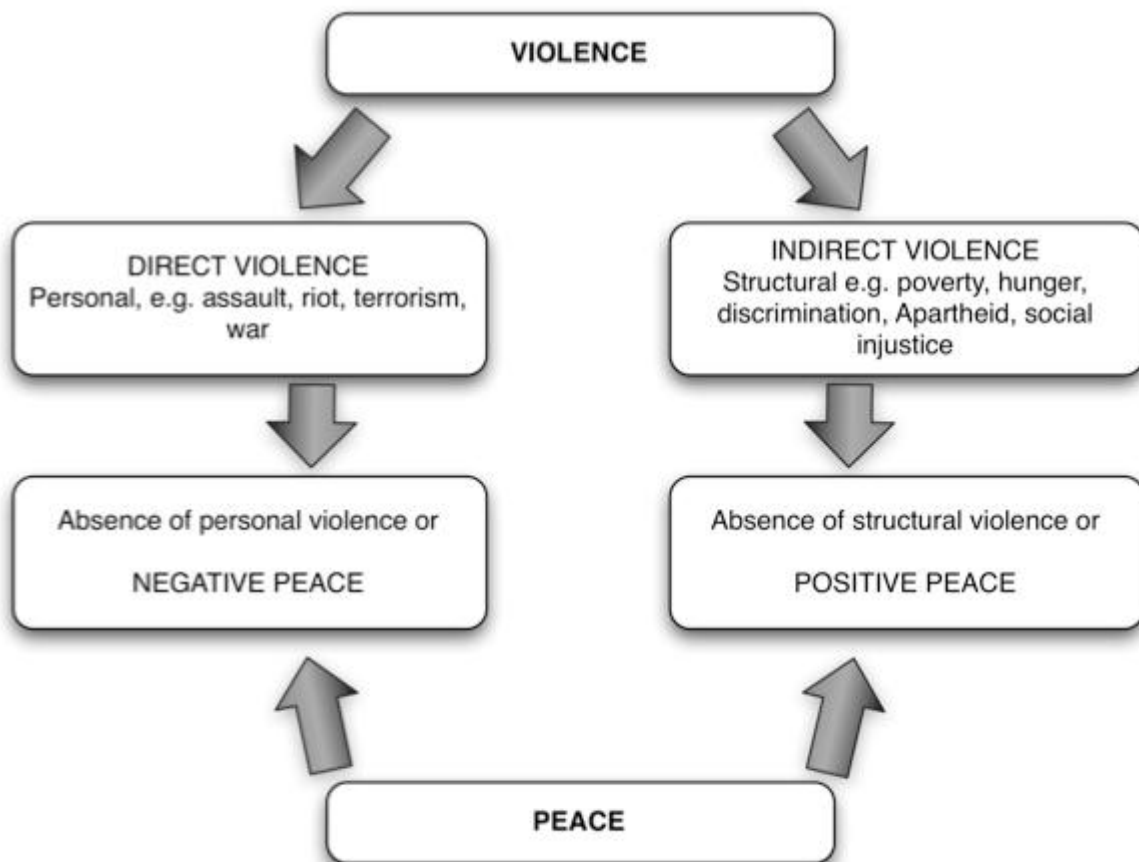 VIOLENCE
DIRECT VIOLENCE
Personal, e.g. assault, riot, terrorism,
war
INDIRECT VIOLENCE
Structural e.g. poverty, hunger,
discrimination, Apartheid, social
injustice
Absence of personal violence or
NEGATIVE PEACE
Absence of structural violence or
POSITIVE PEACE
PEACE